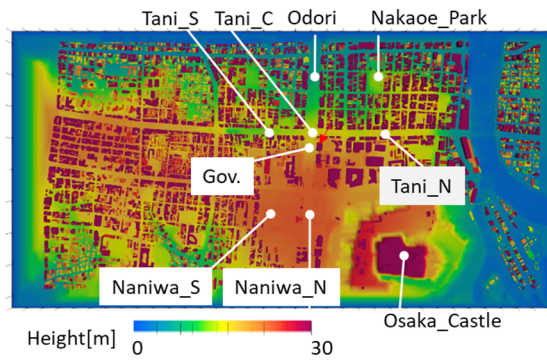 Tani_S
Tani_C
Odori
Nakaoe_Park
Gov.
Tani_N
Naniwa_S
Naniwa_N
Osaka_Castle
Height[m]
0
30